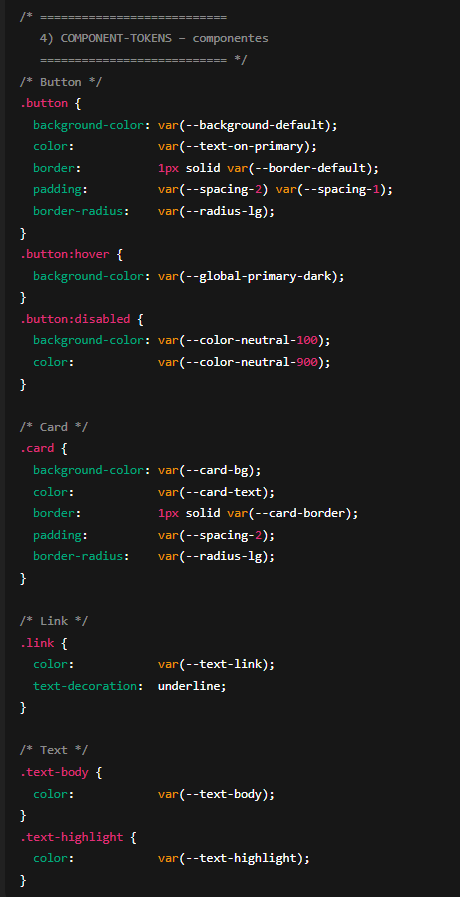 /* ===========================
   4) COMPONENT-TOKENS – componentes
   =========================== */
/* Button */
.button {
  background-color: var(--background-default);
  color:            var(--text-on-primary);
  border:           1px solid var(--border-default);
  padding:          var(--spacing-2) var(--spacing-1);
  border-radius:    var(--radius-lg);
}
.button:hover {
  background-color: var(--global-primary-dark);
}
.button:disabled {
  background-color: var(--color-neutral-100);
  color:            var(--color-neutral-900);
}

/* Card */
.card {
  background-color: var(--card-bg);
  color:            var(--card-text);
  border:           1px solid var(--card-border);
  padding:          var(--spacing-2);
  border-radius:    var(--radius-lg);
}

/* Link */
.link {
  color:            var(--text-link);
  text-decoration:  underline;
}

/* Text */
.text-body {
  color:            var(--text-body);
}
.text-highlight {
  color:            var(--text-highlight);
}